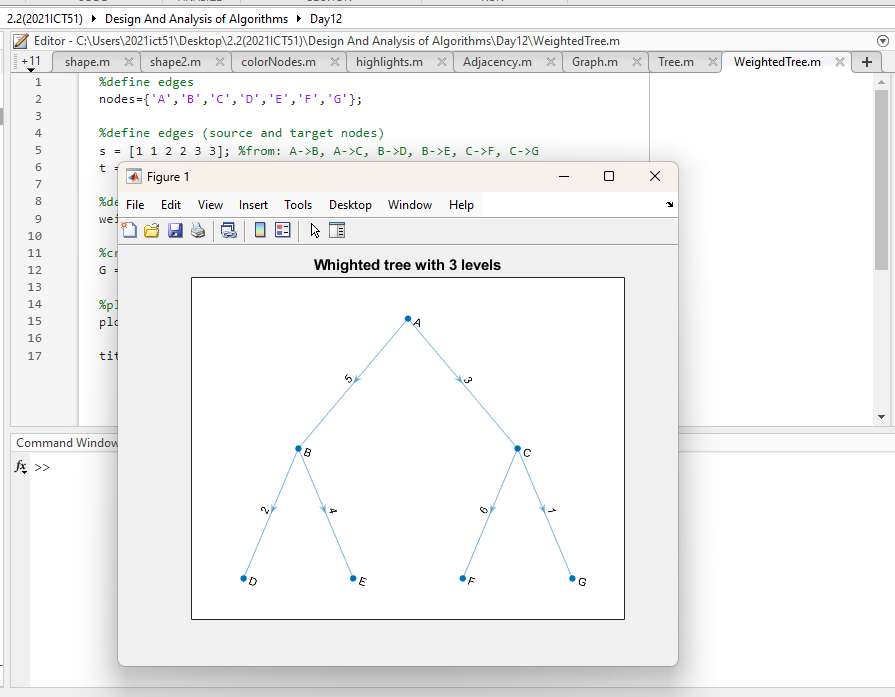 2.2(2021ICT51) Design And Analysis of Algorithms Day12
Editor - C:\Users\2021ict51\Desktop\2.2(2021ICT51)\Design And Analysis of Algorithms\Day12\WeightedTree.m
+11 shape.m shape2.m colorNodes.m highlights.m Adjacency.m Graph.m Tree.m WeightedTree.m
1 %define edges
2 nodes={'A','B','C','D','E','F','G'};
3
4 %define edges (source and target nodes)
5 s = [1 1 2 2 3 3]; %from: A->B, A->C, B->D, B->E, C->F, C->G
6 t =
7
8 %de
9 wei
10
11 %cr
12 G =
13
14 %pl
15 plo
16
17 tit
Figure 1
File Edit View Insert Tools Desktop Window Help
Whighted tree with 3 levels
A
5 3
B C
2 4 6 1
D E F G
Command Window
fx >>